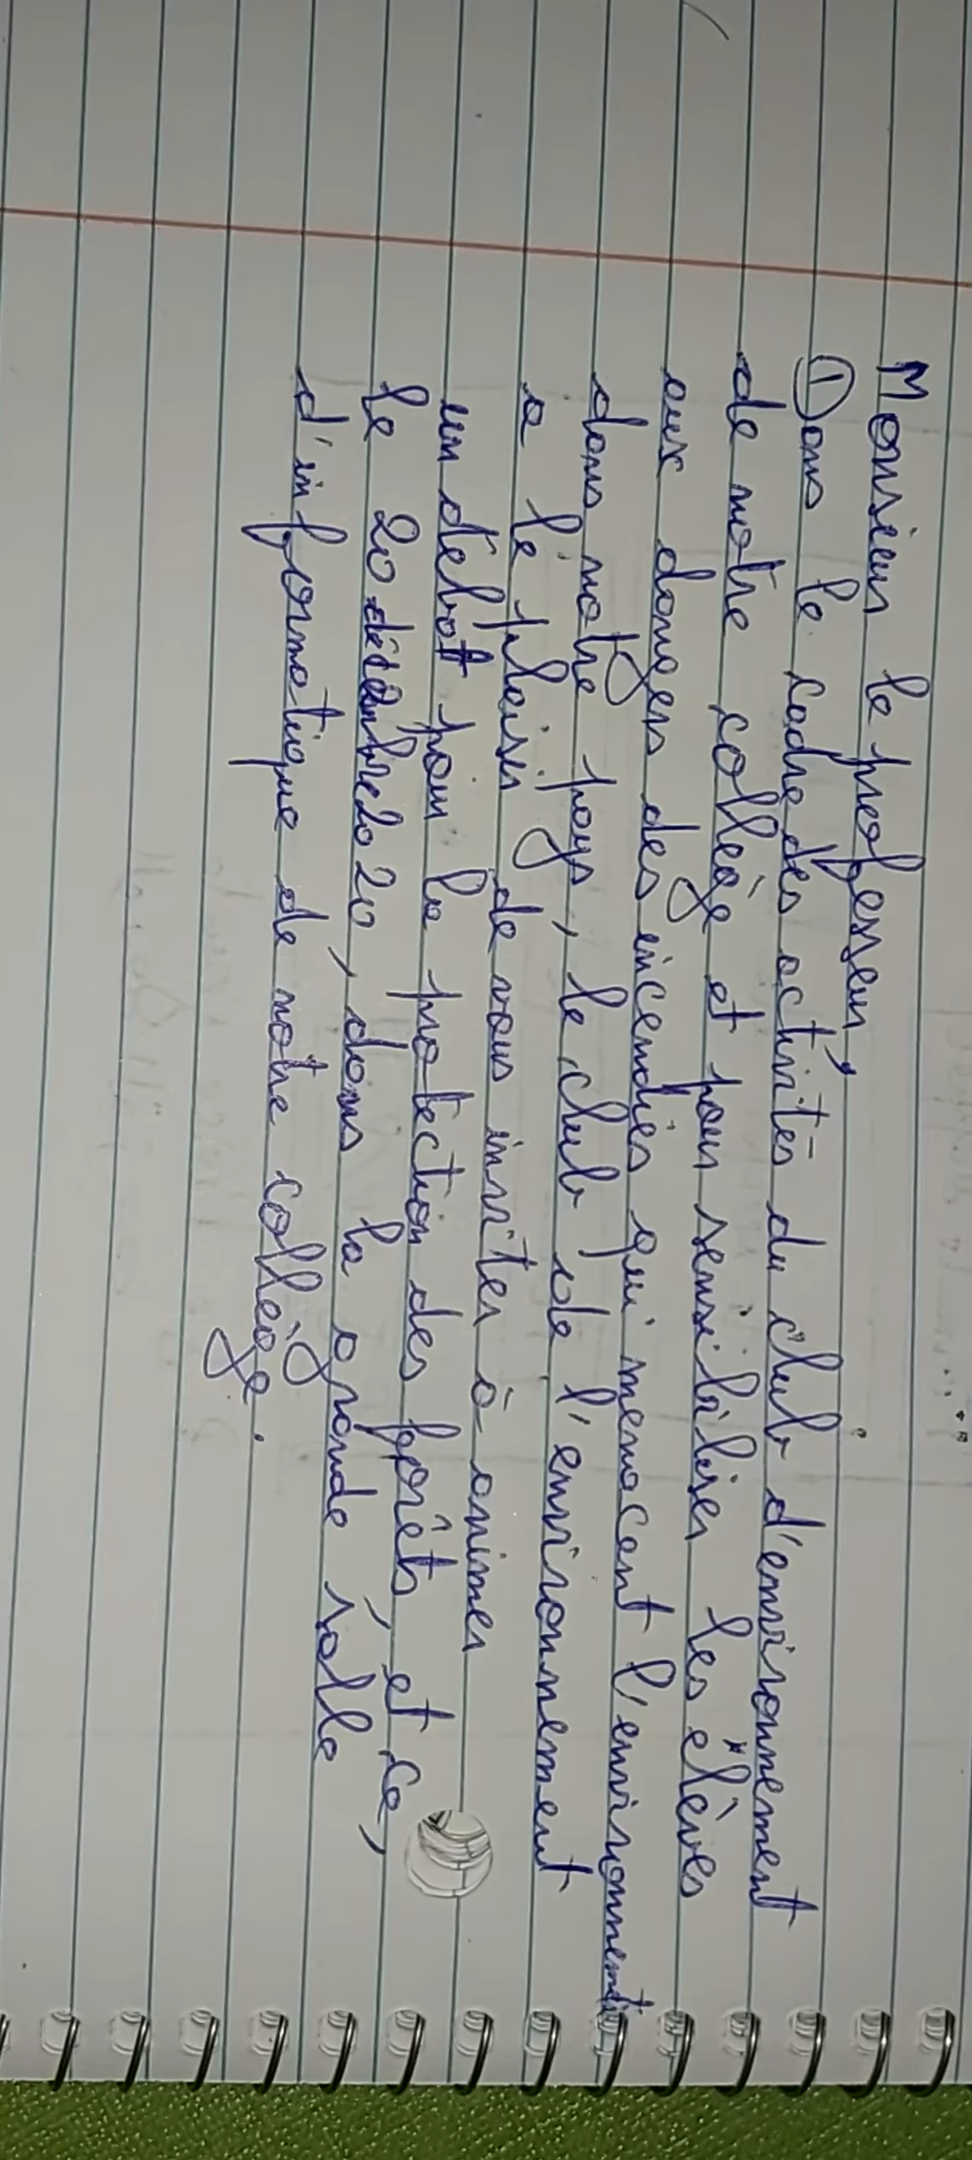 Monsieur le professeur,
① Dans le cadre des activités du club d'environnement
de notre collège et pour sensibiliser les élèves
aux dangers des incendies qui menacent l'environnement
dans notre pays, le club de l'environnement
a le plaisir de vous inviter à animer
un débat pour la protection des forêts, et ce,
le 20 décembre 2020, dans la grande salle
d'informatique de notre collège.